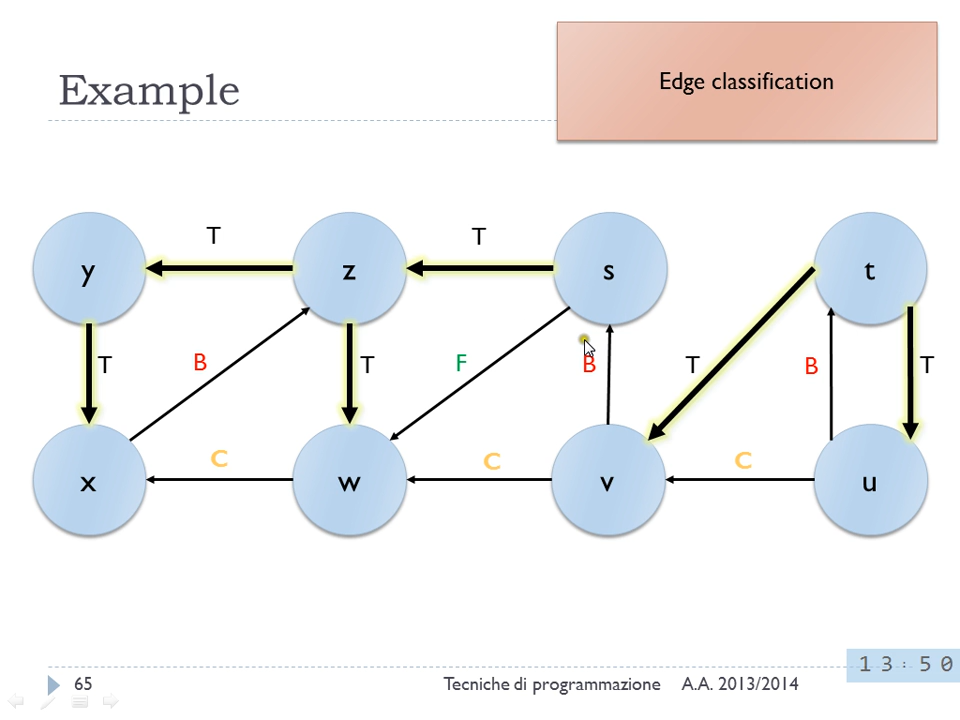 Example
Edge classification
T
T
y
z
s
t
T
B
T
F
B
T
B
T
C
C
C
x
w
v
u
65
Tecniche di programmazione A.A. 2013/2014
13:50